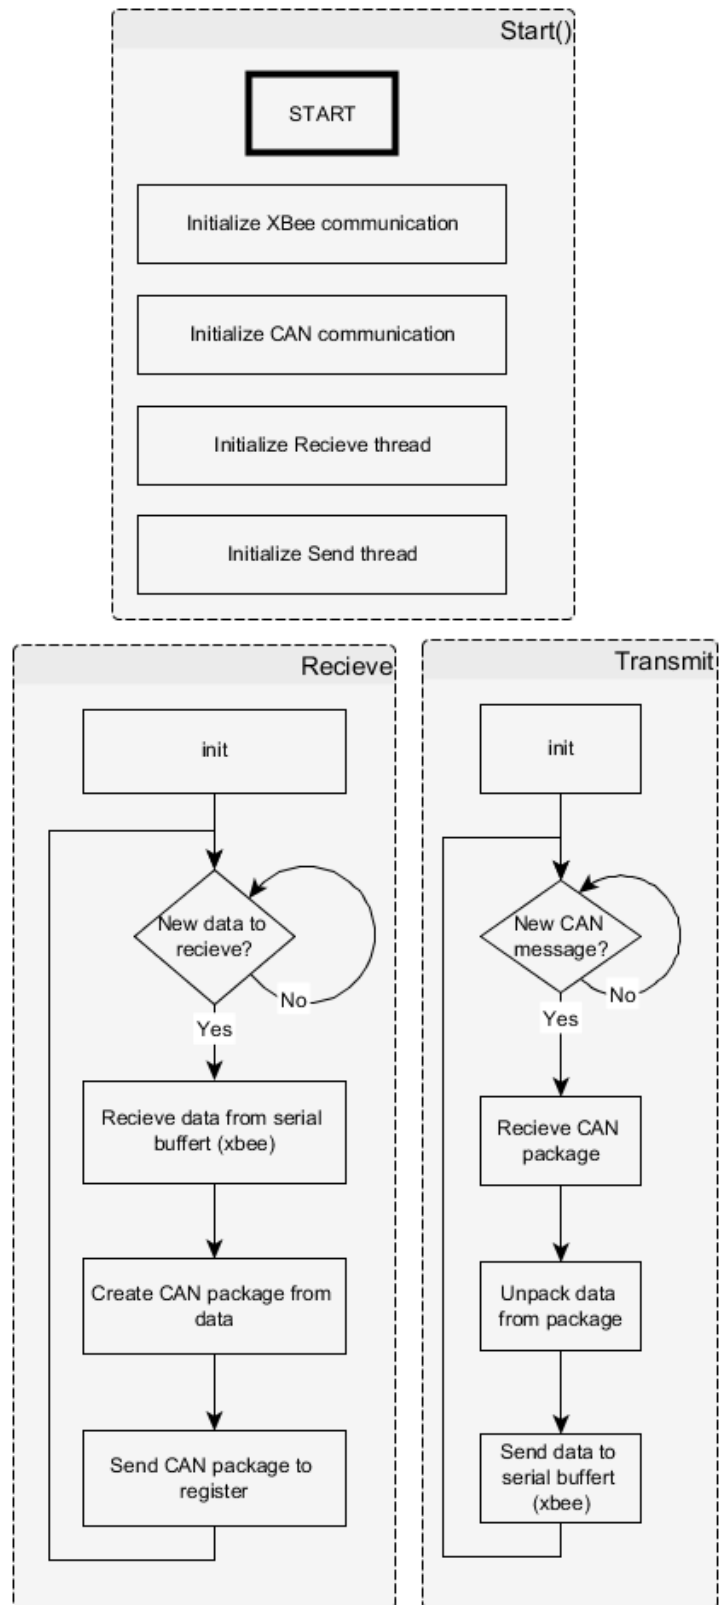 Start()
START
Initialize XBee communication
Initialize CAN communication
Initialize Recieve thread
Initialize Send thread
Recieve
init
New data to
recieve?
No
Yes
Recieve data from serial
buffert (xbee)
Create CAN package from
data
Send CAN package to
register
Transmit
init
New CAN
message?
No
Yes
Recieve CAN
package
Unpack data
from package
Send data to
serial buffert
(xbee)